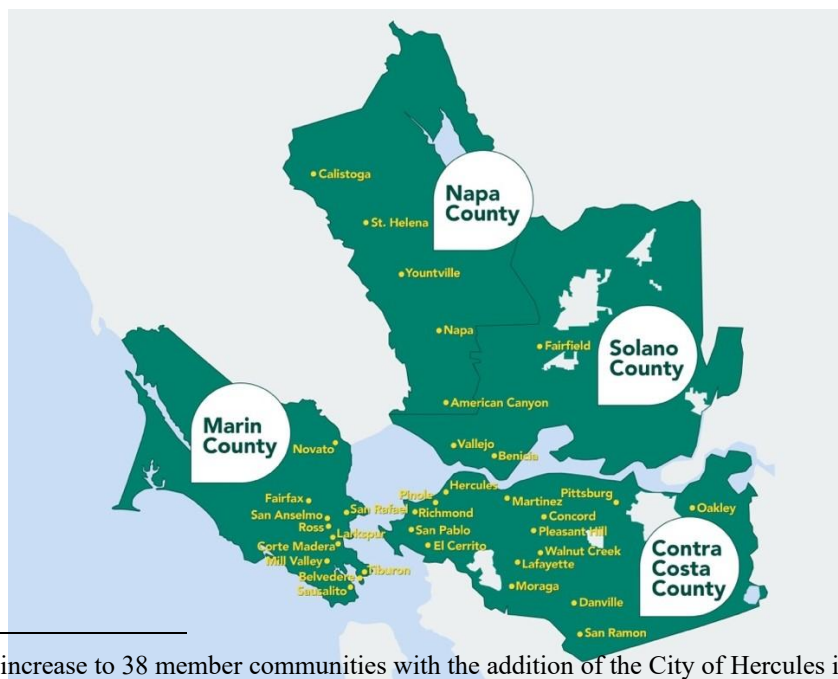 Calistoga
Napa
County
St. Helena
Yountville
Napa
Fairfield
Solano
County
American Canyon
Marin
County
Vallejo
Novato
Benicia
Hercules
Pinole
Martinez
Pittsburg
Fairfax
San Rafael
Richmond
Oakley
San Anselmo
Concord
Ross
San Pablo
Pleasant Hill
Larkspur
Corte Madera
El Cerrito
Walnut Creek
Contra
Costa
County
Mill Valley
Lafayette
Tiburon
Belvedere
Sausalito
Moraga
Danville
San Ramon
increase to 38 member communities with the addition of the City of Hercules i